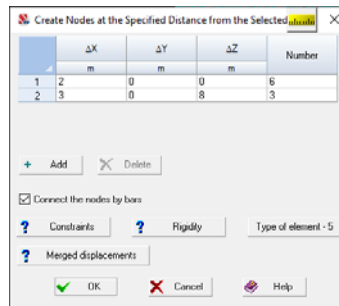 Create Nodes at the Specified Distance from the Selected
ΔX ΔY ΔZ Number
m m m
1 2 0 0 6
2 3 0 8 3
Add Delete
Connect the nodes by bars
Constraints Rigidity Type of element - 5
Merged displacements
OK Cancel Help